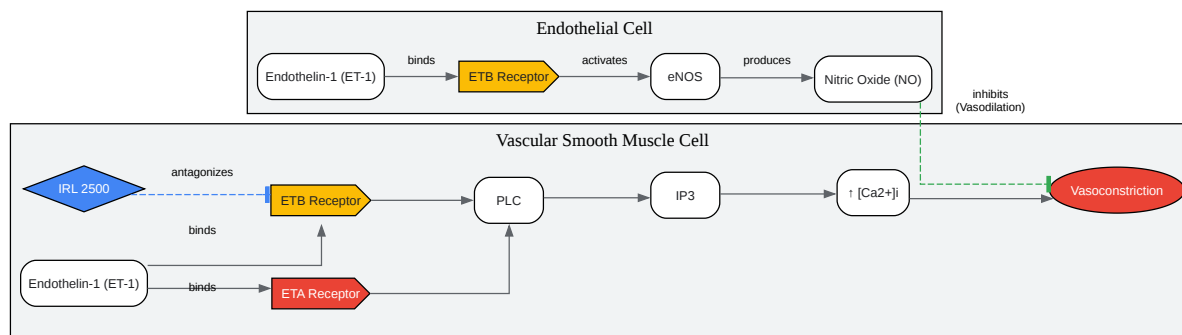 Endothelial Cell
binds
activates
produces
Endothelin-1 (ET-1)
ETB Receptor
eNOS
Nitric Oxide (NO)
inhibits
(Vasodilation)
Vascular Smooth Muscle Cell
antagonizes
IRL 2500
ETB Receptor
PLC
IP3
↑ [Ca2+]i
Vasoconstriction
binds
Endothelin-1 (ET-1)
binds
ETA Receptor